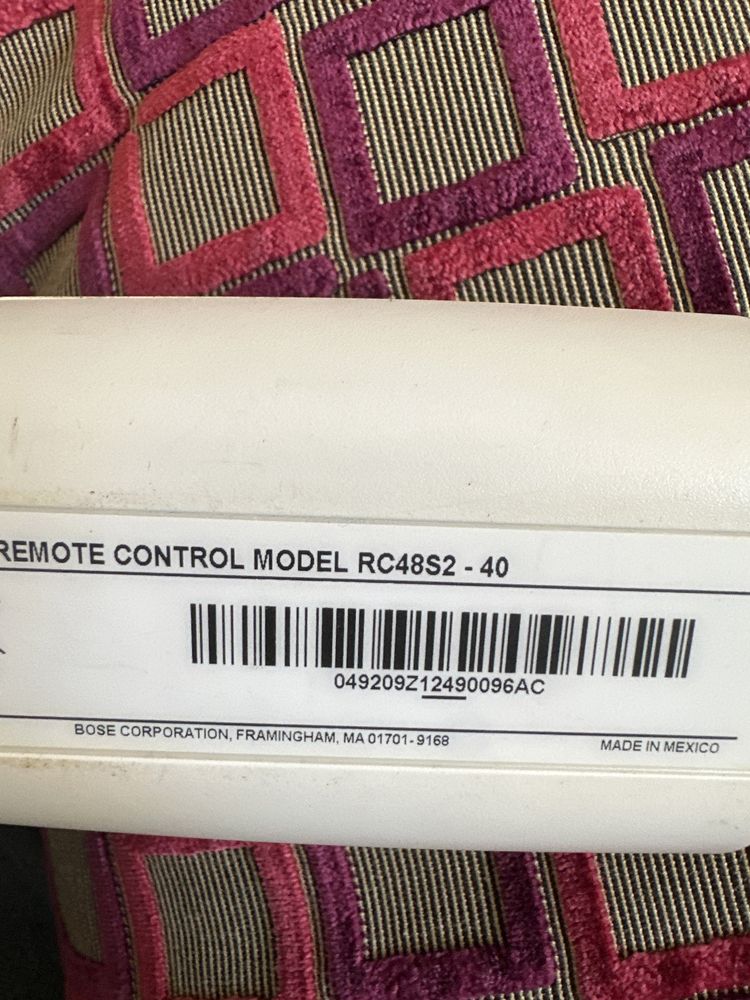 REMOTE CONTROL MODEL RC48S2 - 40
049209Z12490096AC
BOSE CORPORATION, FRAMINGHAM, MA 01701-9168
MADE IN MEXICO